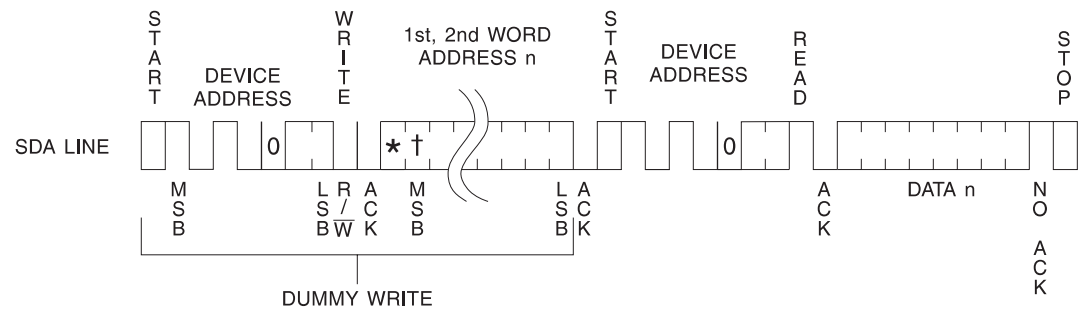 START
WRITE
1st, 2nd WORD
ADDRESS n
START
READ
STOP
DEVICE
ADDRESS
DEVICE
ADDRESS
SDA LINE
0
* †
0
MSB
LSB
R/W̅
ACK
MSB
LSB
ACK
ACK
DATA n
NO ACK
DUMMY WRITE